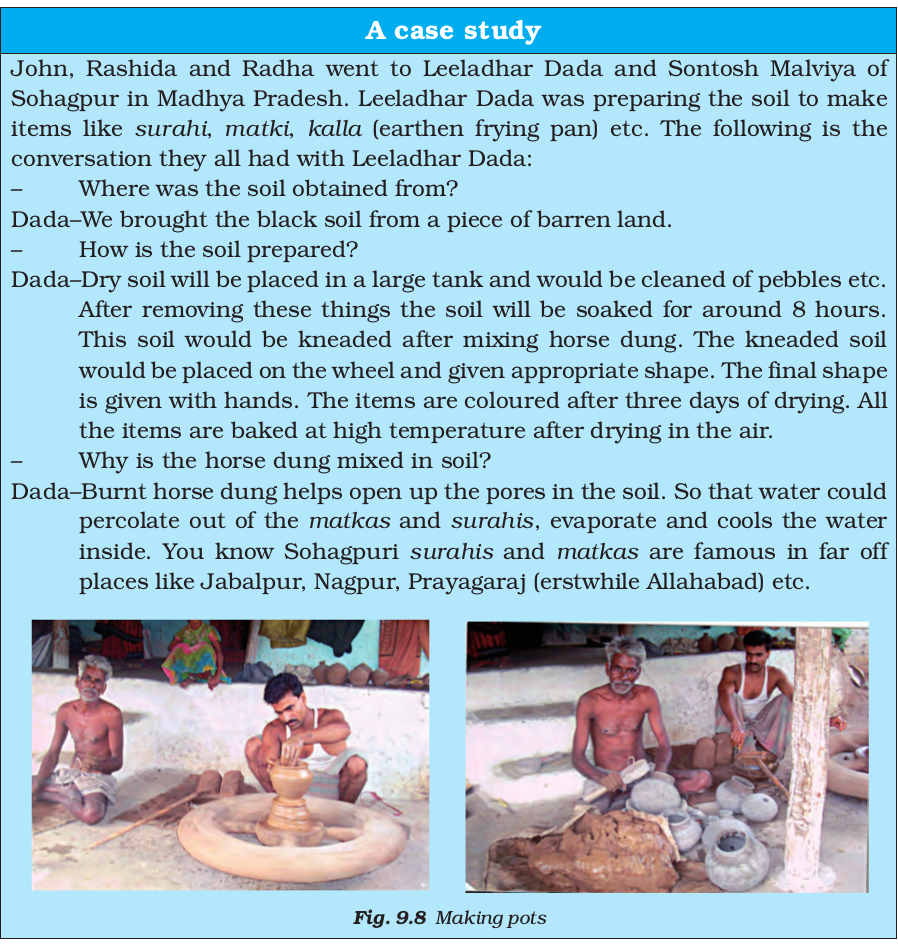 A case study
John, Rashida and Radha went to Leeladhar Dada and Sontosh Malviya of
Sohagpur in Madhya Pradesh. Leeladhar Dada was preparing the soil to make
items like surahi, matki, kalla (earthen frying pan) etc. The following is the
conversation they all had with Leeladhar Dada:
– Where was the soil obtained from?
Dada–We brought the black soil from a piece of barren land.
– How is the soil prepared?
Dada–Dry soil will be placed in a large tank and would be cleaned of pebbles etc.
After removing these things the soil will be soaked for around 8 hours.
This soil would be kneaded after mixing horse dung. The kneaded soil
would be placed on the wheel and given appropriate shape. The final shape
is given with hands. The items are coloured after three days of drying. All
the items are baked at high temperature after drying in the air.
– Why is the horse dung mixed in soil?
Dada–Burnt horse dung helps open up the pores in the soil. So that water could
percolate out of the matkas and surahis, evaporate and cools the water
inside. You know Sohagpuri surahis and matkas are famous in far off
places like Jabalpur, Nagpur, Prayagaraj (erstwhile Allahabad) etc.
Fig. 9.8 Making pots